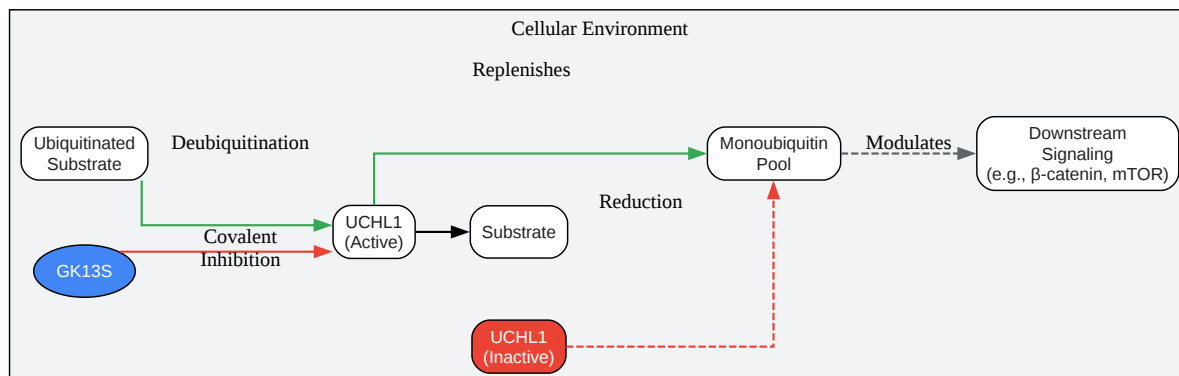 Cellular Environment
Replenishes
Ubiquitinated
Substrate
Deubiquitination
Monoubiquitin
Pool
Modulates
Downstream
Signaling
(e.g., β-catenin, mTOR)
Reduction
UCHL1
(Active)
Substrate
Covalent
Inhibition
GK13S
UCHL1
(Inactive)